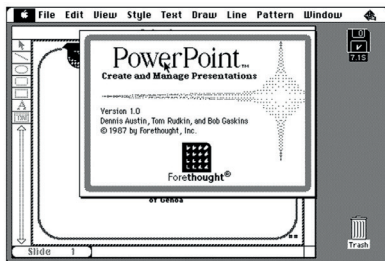 File Edit View Style Text Draw Line Pattern Window
PowerPoint™
Create and Manage Presentations
Version 1.0
Dennis Austin, Tom Rudkin, and Bob Gaskins
© 1987 by Forethought, Inc.
Forethought®
of Genoa
A
Slide 1
7.1S
Trash